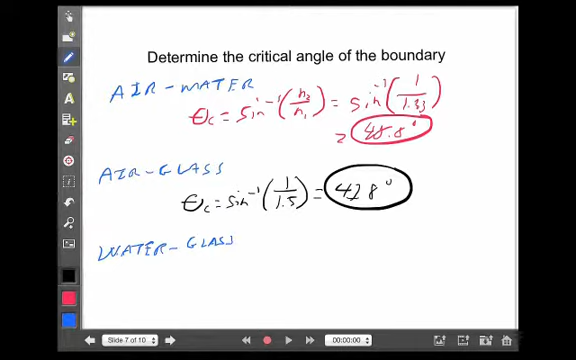 Determine the critical angle of the boundary
AIR-WATER
θc = sin⁻¹(n₂/n₁) = sin⁻¹(1/1.33)
= 48.8°
AIR-GLASS
θc = sin⁻¹(1/1.5) = 42.8°
WATER-GLASS
Slide 7 of 10
00:00:00